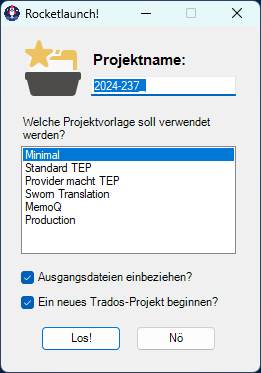 Rocketlaunch!
Projektname:
2024-237_
Welche Projektvorlage soll verwendet
werden?
Minimal
Standard TEP
Provider macht TEP
Sworn Translation
MemoQ
Production
Ausgangsdateien einbeziehen?
Ein neues Trados-Projekt beginnen?
Los!
Nö